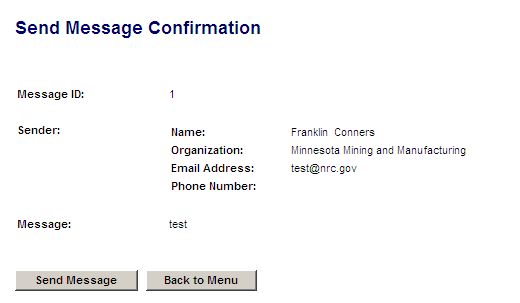 Send Message Confirmation
Message ID: 1
Sender: Name: Franklin Conners
Organization: Minnesota Mining and Manufacturing
Email Address: test@nrc.gov
Phone Number:
Message: test
Send Message Back to Menu